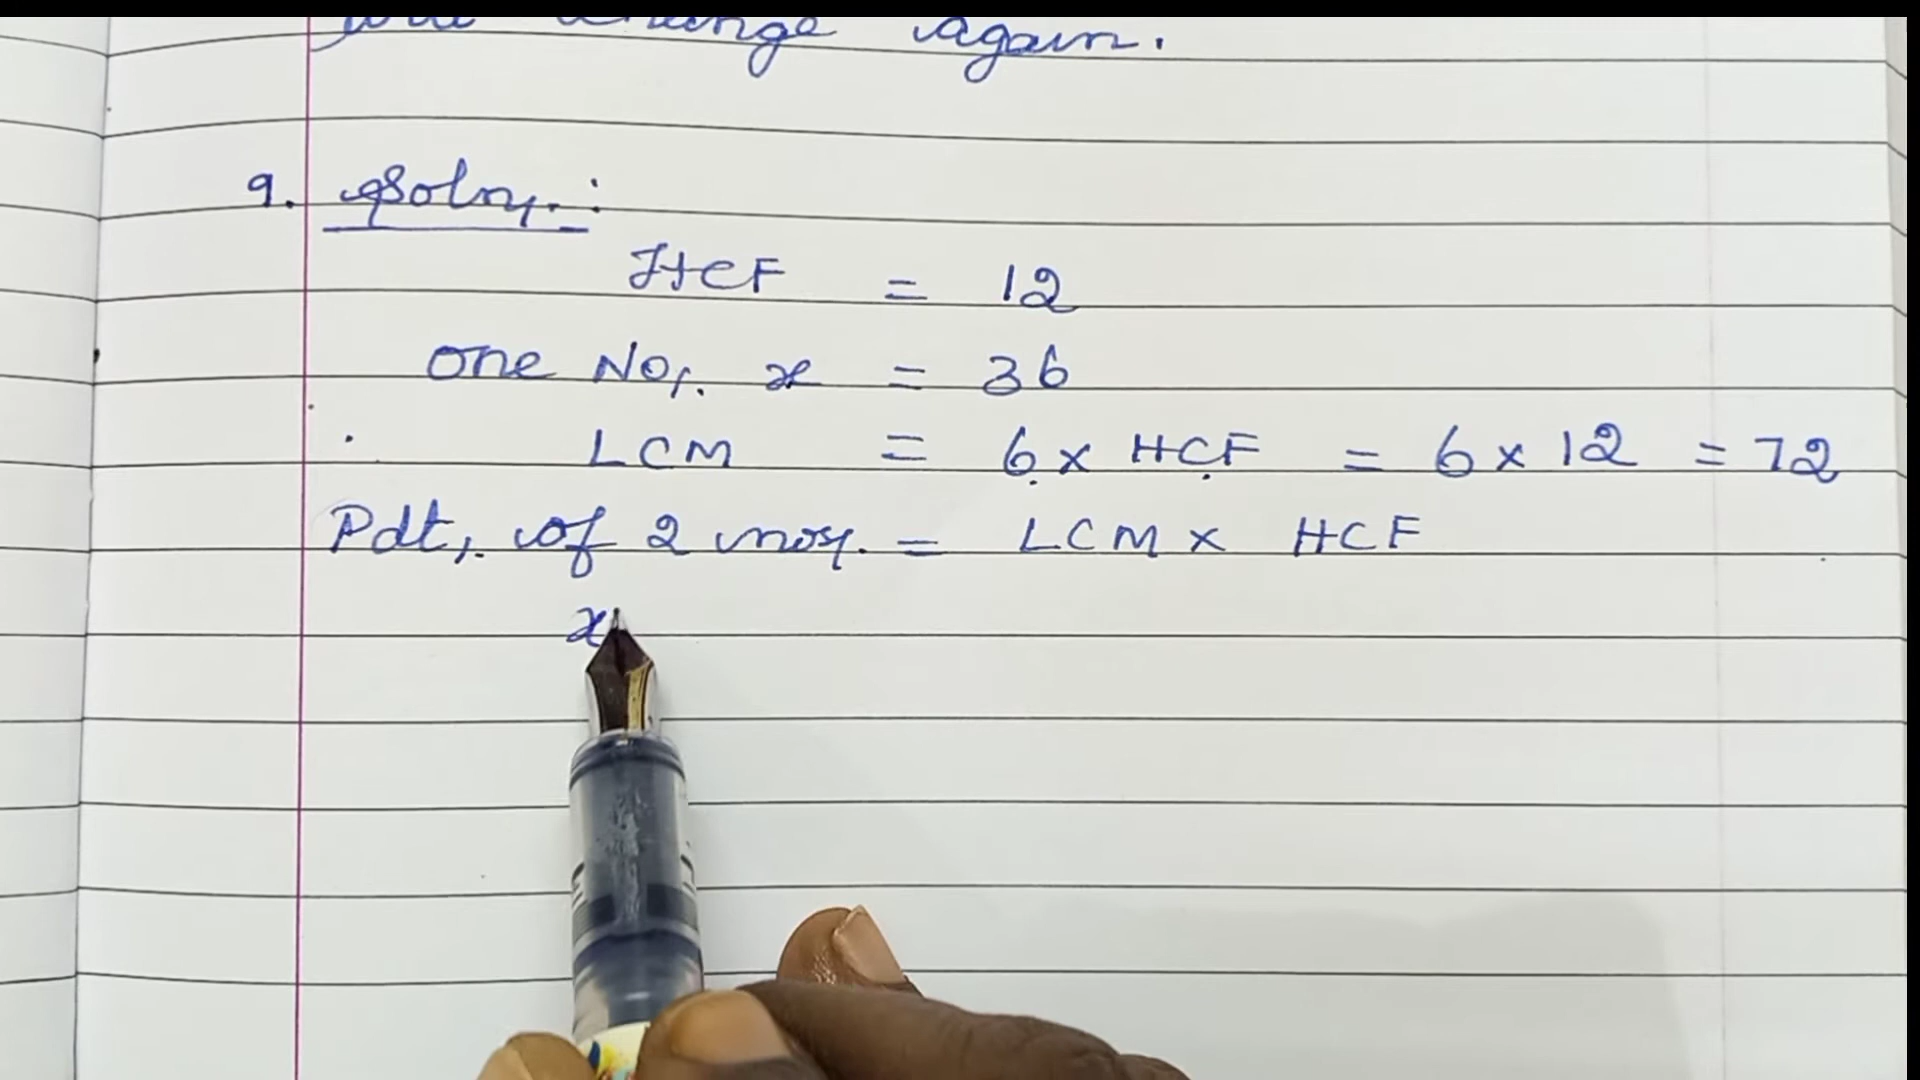 will change again.
9. Soln. :
HCF = 12
One No,. x = 36
LCM = 6 x HCF = 6 x 12 = 72
Pdt,. of 2 nos. = LCM x HCF
x